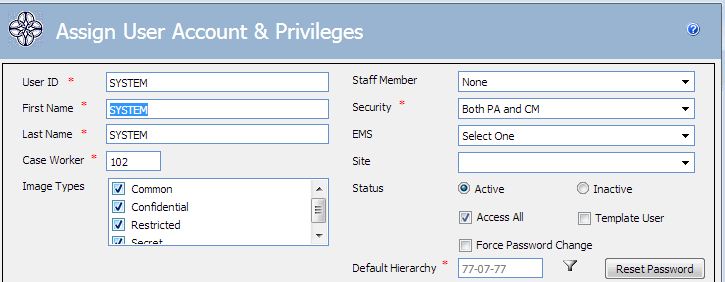 Assign User Account & Privileges
?
User ID * SYSTEM
Staff Member None
First Name * SYSTEM
Security * Both PA and CM
Last Name * SYSTEM
EMS Select One
Case Worker * 102
Site
Image Types Common
Status Active Inactive
Confidential
Access All Template User
Restricted
Secret
Force Password Change
Default Hierarchy * 77-07-77 Reset Password